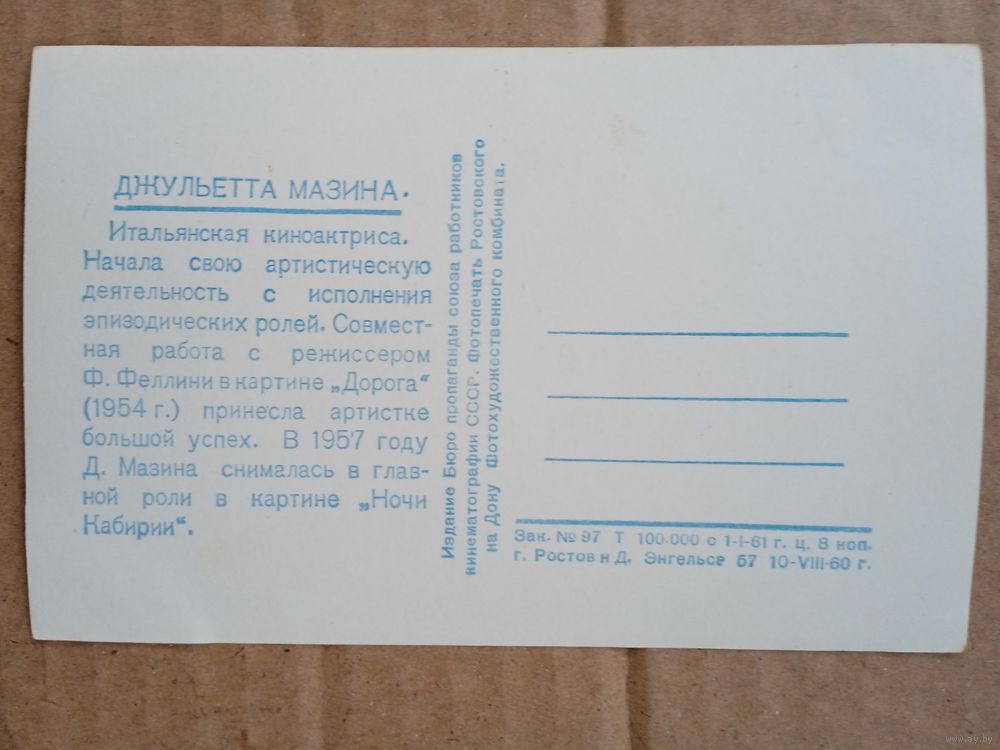 ДЖУЛЬЕТТА МАЗИНА.
Итальянская киноактриса.
Начала свою артистическую
деятельность с исполнения
эпизодических ролей. Совмест-
ная работа с режиссером
Ф. Феллини в картине „Дорога“
(1954 г.) принесла артистке
большой успех. В 1957 году
Д. Мазина снималась в глав-
ной роли в картине „Ночи
Кабирии“.
Издание Бюро пропаганды союза работников
кинематографии СССР. Фотопечать Ростовского
на Дону Фотохудожественного комбината.
Зак. № 97 Т 100.000 с 1-I-61 г. ц. 8 коп.
г. Ростов н Д. Энгельса 57 10-VIII-60 г.
www.ay.by